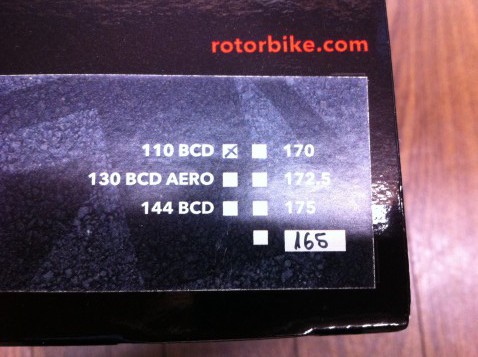 rotorbike.com
110 BCD ☒ ☐ 170
130 BCD AERO ☐ ☐ 172,5
144 BCD ☐ ☐ 175
☐ 165